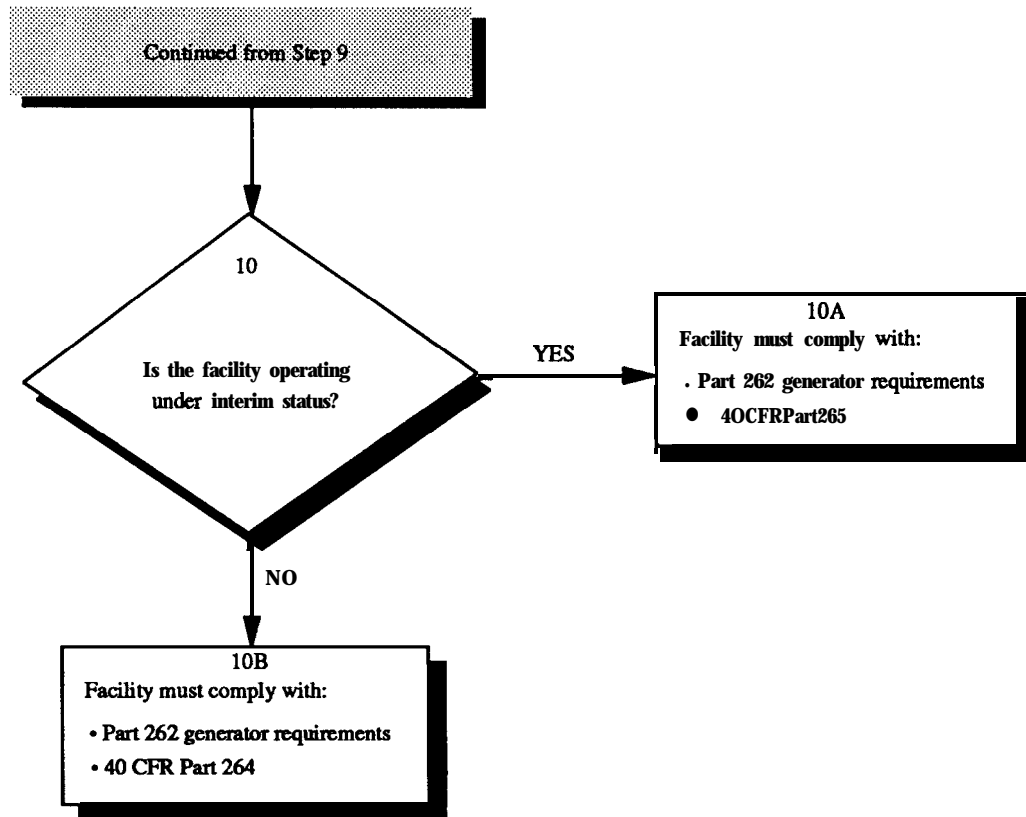 Continued from Step 9
10
Is the facility operating
under interim status?
YES
10A
Facility must comply with:
. Part 262 generator requirements
● 4OCFRPart265
NO
10B
Facility must comply with:
• Part 262 generator requirements
• 40 CFR Part 264